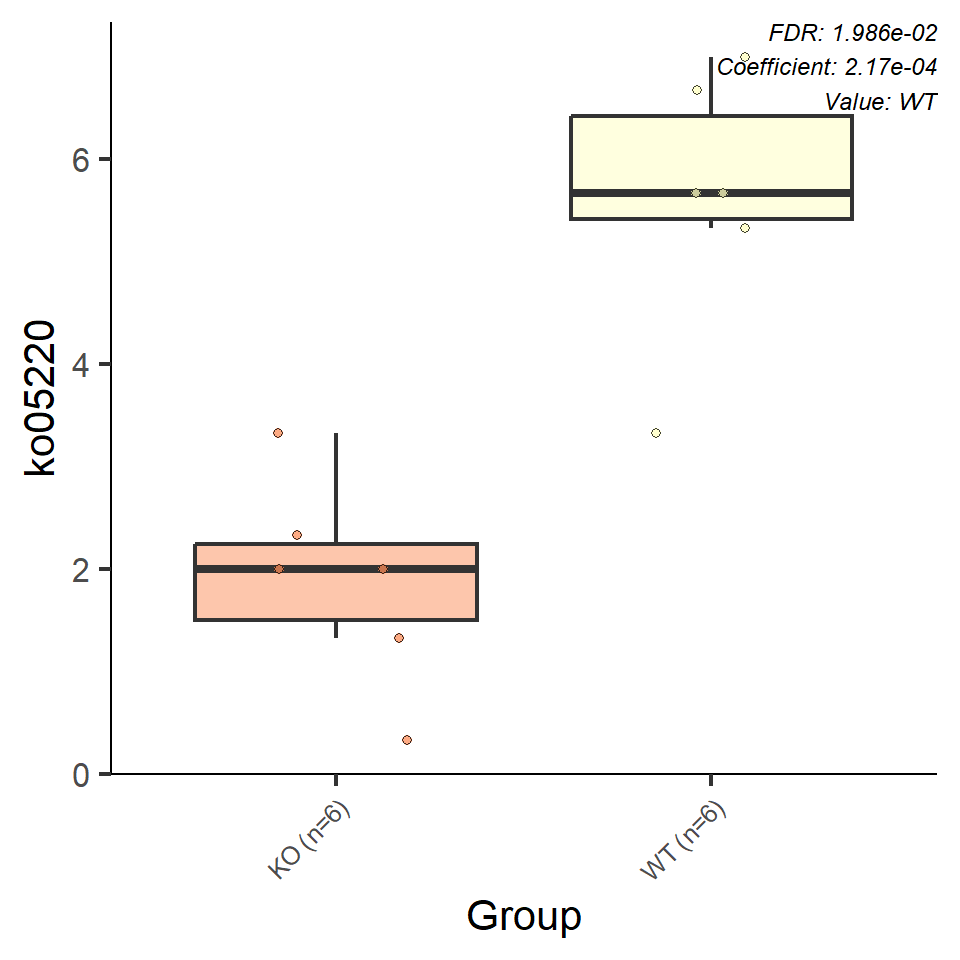 FDR: 1.986e-02
Coefficient: 2.17e-04
Value: WT
6
4
2
0
ko05220
KO (n=6)
WT (n=6)
Group